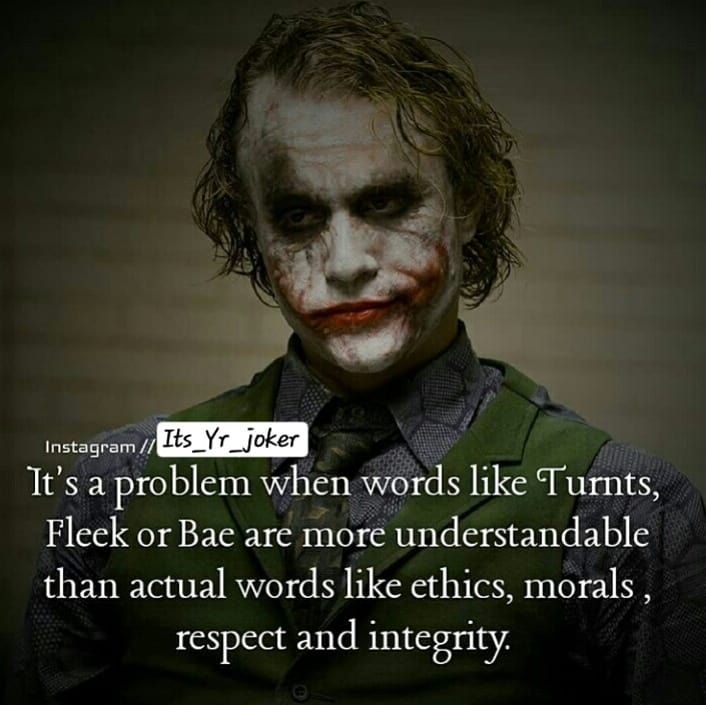 Instagram // Its_Yr_joker
It's a problem when words like Turnts,
Fleek or Bae are more understandable
than actual words like ethics, morals ,
respect and integrity.